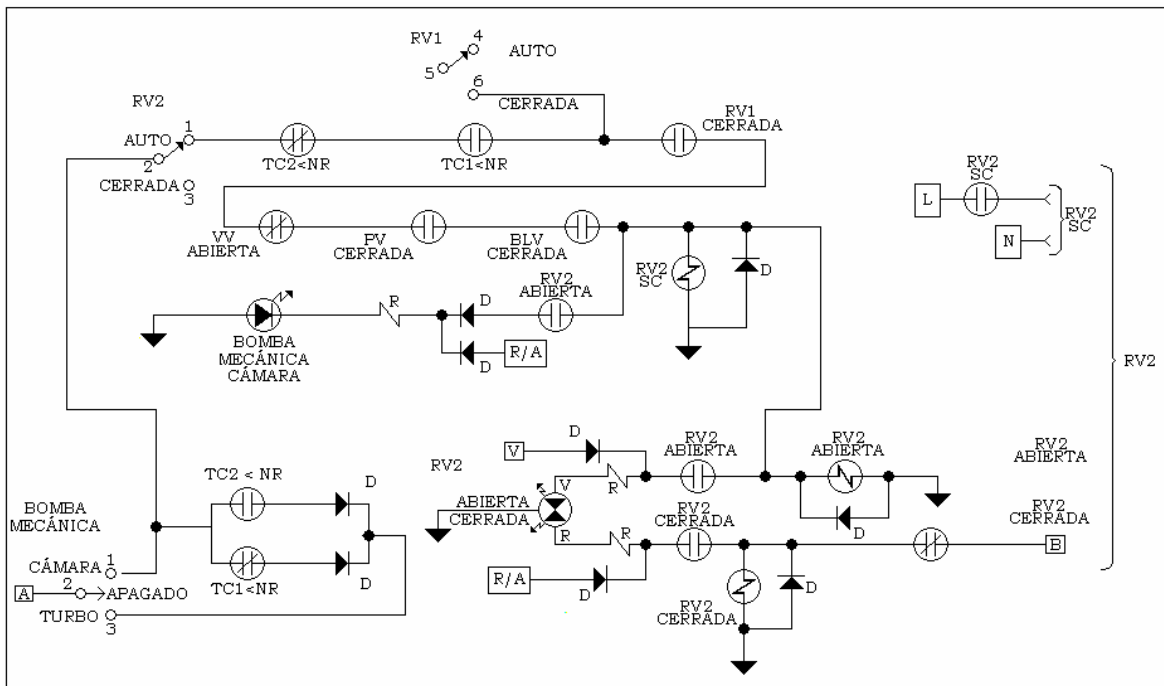 RV1
4
AUTO
5
6
CERRADA
RV2
1
AUTO
2
CERRADA
3
TC2<NR
TC1<NR
RV1
CERRADA
RV2
SC
L
RV2
SC
N
VV
ABIERTA
PV
CERRADA
BLV
CERRADA
RV2
SC
D
RV2
ABIERTA
D
R
BOMBA
MECÁNICA
CÁMARA
D
R/A
RV2
TC2 < NR
D
BOMBA
MECÁNICA
CÁMARA
1
A
2
APAGADO
TURBO
3
TC1<NR
D
RV2
V
D
RV2
ABIERTA
RV2
ABIERTA
RV2
ABIERTA
V
R
ABIERTA
CERRADA
RV2
CERRADA
D
RV2
CERRADA
R
R
B
R/A
D
RV2
CERRADA
D